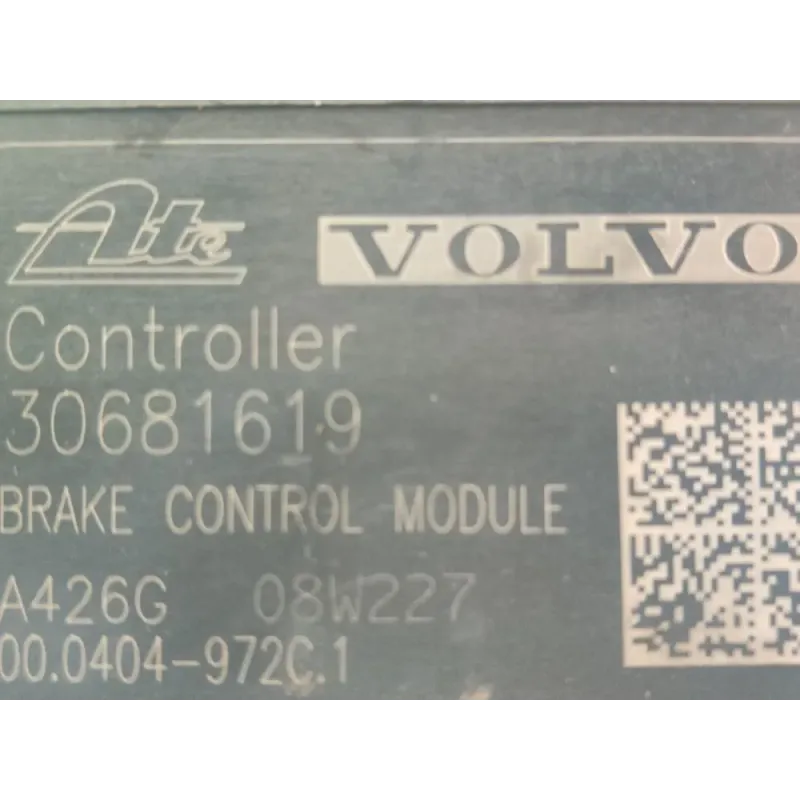 Ate VOLVO
Controller
30681619
BRAKE CONTROL MODULE
A426G 08W227
00.0404-972C.1